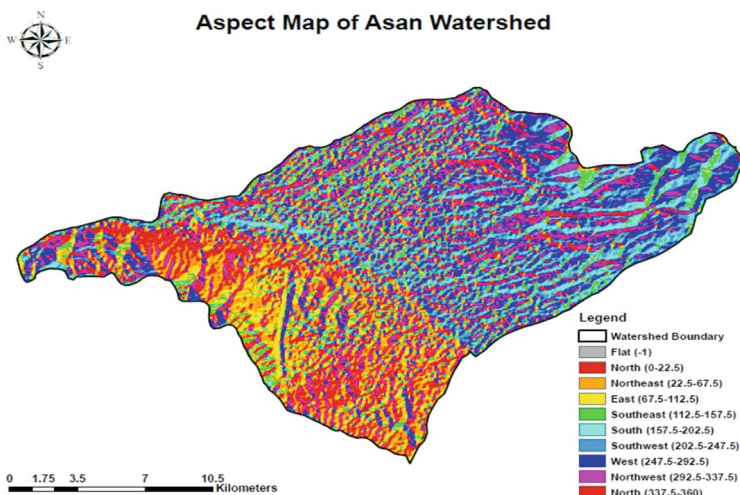 Aspect Map of Asan Watershed
N
W E
S
Legend
Watershed Boundary
Flat (-1)
North (0-22.5)
Northeast (22.5-67.5)
East (67.5-112.5)
Southeast (112.5-157.5)
South (157.5-202.5)
Southwest (202.5-247.5)
West (247.5-292.5)
Northwest (292.5-337.5)
North (337.5-360)
0 1.75 3.5 7 10.5
Kilometers